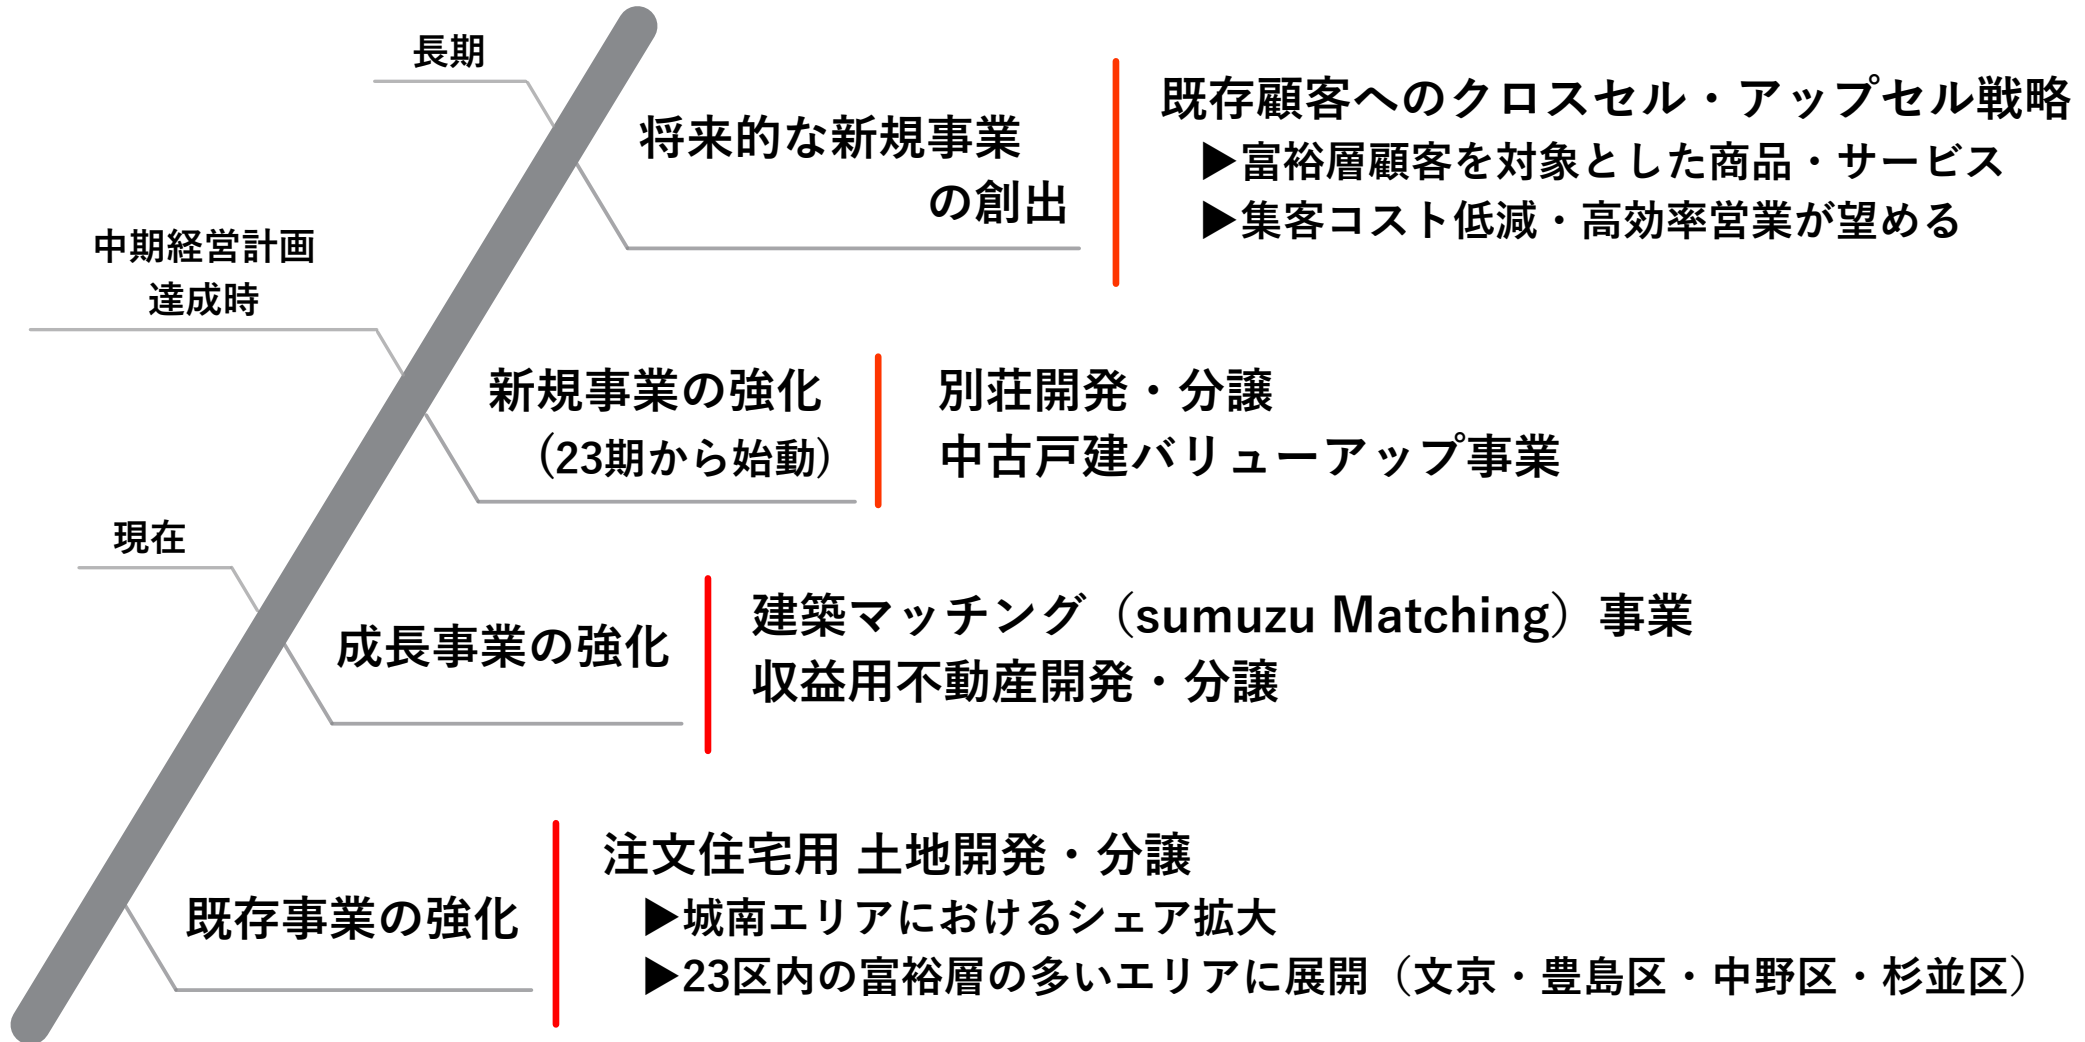 長期
将来的な新規事業
の創出
既存顧客へのクロスセル・アップセル戦略
▶富裕層顧客を対象とした商品・サービス
▶集客コスト低減・高効率営業が望める
中期経営計画
達成時
新規事業の強化
(23期から始動)
別荘開発・分譲
中古戸建バリューアップ事業
現在
成長事業の強化
建築マッチング（sumuzu Matching）事業
収益用不動産開発・分譲
既存事業の強化
注文住宅用 土地開発・分譲
▶城南エリアにおけるシェア拡大
▶23区内の富裕層の多いエリアに展開（文京・豊島区・中野区・杉並区）